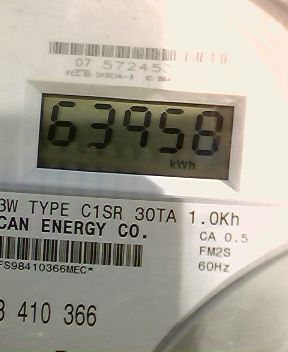 07 57245
63958
kWh
3W TYPE C1SR 30TA 1.0Kh
CAN ENERGY CO.
CA 0.5
FM2S
60Hz
FS98410366MEC*
8 410 366